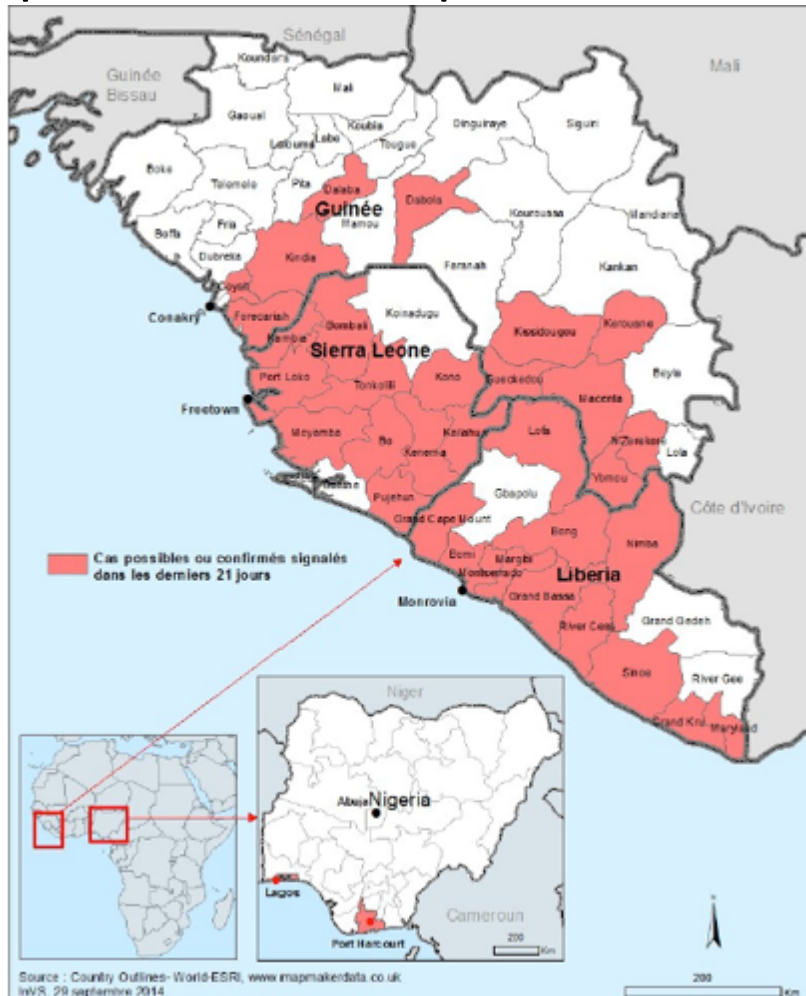 Sénégal
Guinée
Bissau
Mali
Koundara
Mali
Gaoual
Koubia
Dinguiraye
Siguiri
Labe
Lelouma
Tougue
Boke
Telemele
Pita
Dalaba
Dabola
Guinée
Mamou
Kouroussa
Mandiana
Boffa
Fria
Dubreka
Kindia
Faranah
Kankan
Coyah
Conakry
Forecariah
Koinadugu
Kissidougou
Kerouane
Bombali
Kambia
Sierra Leone
Beyla
Port Loko
Tonkolili
Kono
Gueckedou
Macenta
Freetown
Moyamba
Bo
Kailahun
Lofa
Kenema
N'Zerekore
Lola
Yomou
Gbapolu
Pujehun
Grand Cape Mount
Côte d'Ivoire
Bong
Nimba
Cas possibles ou confirmés signalés
dans les derniers 21 jours
Bomi
Margibi
Montserrado
Liberia
Monrovia
Grand Bassa
Grand Gedeh
River Cess
Sinoe
River Gee
Grand Kru
Maryland
Niger
Abuja
Nigeria
Lagos
Port Harcourt
Cameroun
200
Km
Source : Country Outlines- World-ESRI, www.mapmakerdata.co.uk
InVS, 29 septembre 2014
200
Km